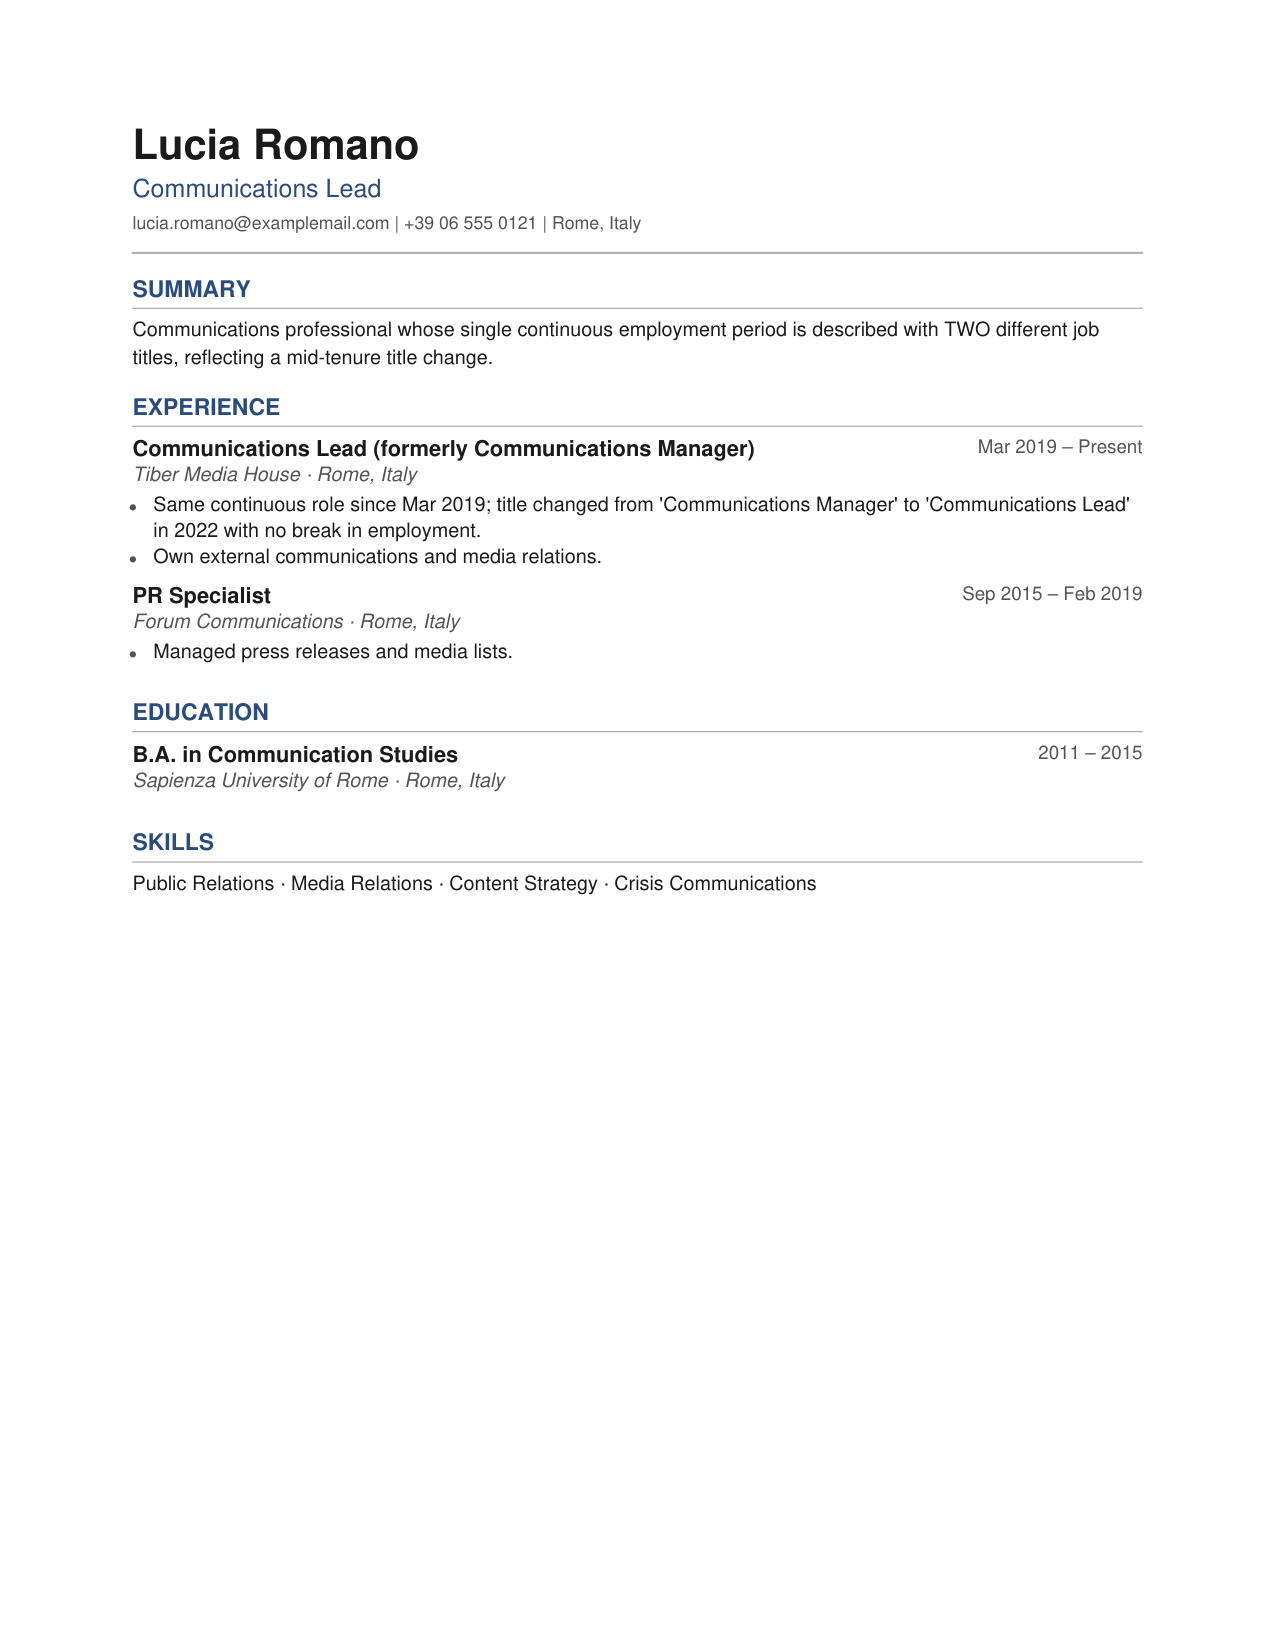 Lucia Romano
Communications Lead
lucia.romano@examplemail.com | +39 06 555 0121 | Rome, Italy
SUMMARY
Communications professional whose single continuous employment period is described with TWO different job
titles, reflecting a mid-tenure title change.
EXPERIENCE
Communications Lead (formerly Communications Manager) Mar 2019 – Present
Tiber Media House · Rome, Italy
• Same continuous role since Mar 2019; title changed from 'Communications Manager' to 'Communications Lead'
in 2022 with no break in employment.
• Own external communications and media relations.
PR Specialist Sep 2015 – Feb 2019
Forum Communications · Rome, Italy
• Managed press releases and media lists.
EDUCATION
B.A. in Communication Studies 2011 – 2015
Sapienza University of Rome · Rome, Italy
SKILLS
Public Relations · Media Relations · Content Strategy · Crisis Communications